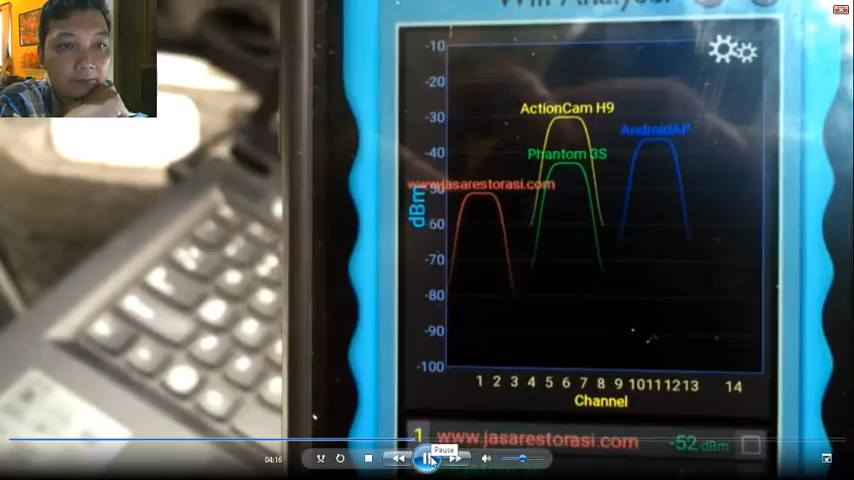 Wifi Analyzer
-10
-20
-30
ActionCam H9
AndroidAP
-40
Phantom 3S
www.jasarestorasi.com
-50
dBm
-60
-70
-80
-90
-100
1 2 3 4 5 6 7 8 9 10 11 12 13 14
Channel
1 www.jasarestorasi.com -52 dBm
Pause
04:16